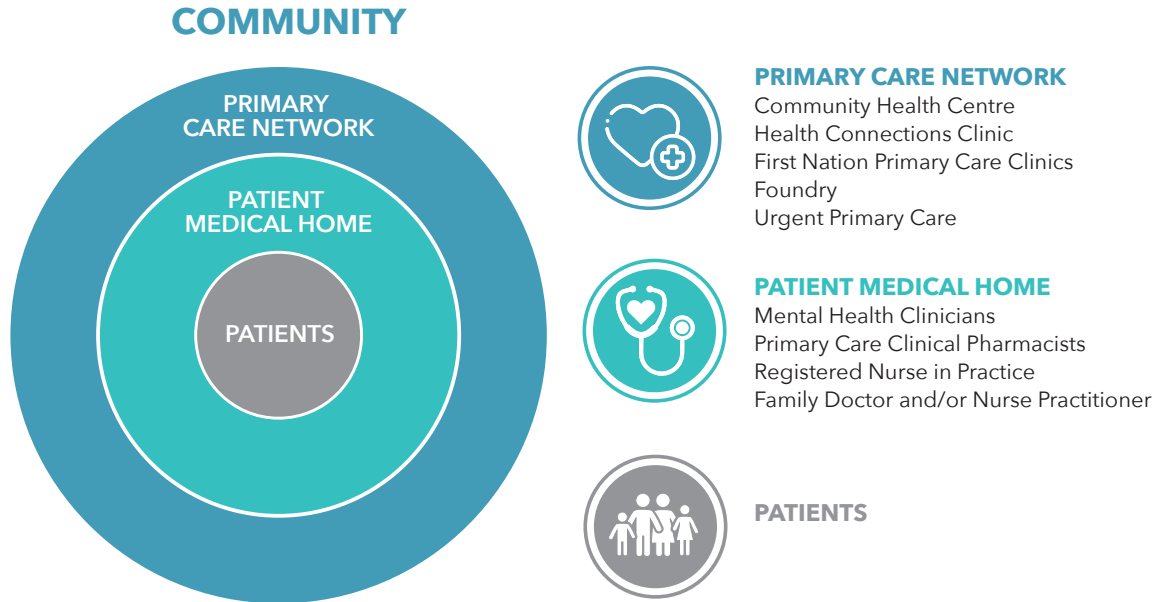 COMMUNITY
PRIMARY
CARE NETWORK
PATIENT
MEDICAL HOME
PATIENTS
PRIMARY CARE NETWORK
Community Health Centre
Health Connections Clinic
First Nation Primary Care Clinics
Foundry
Urgent Primary Care
PATIENT MEDICAL HOME
Mental Health Clinicians
Primary Care Clinical Pharmacists
Registered Nurse in Practice
Family Doctor and/or Nurse Practitioner
PATIENTS